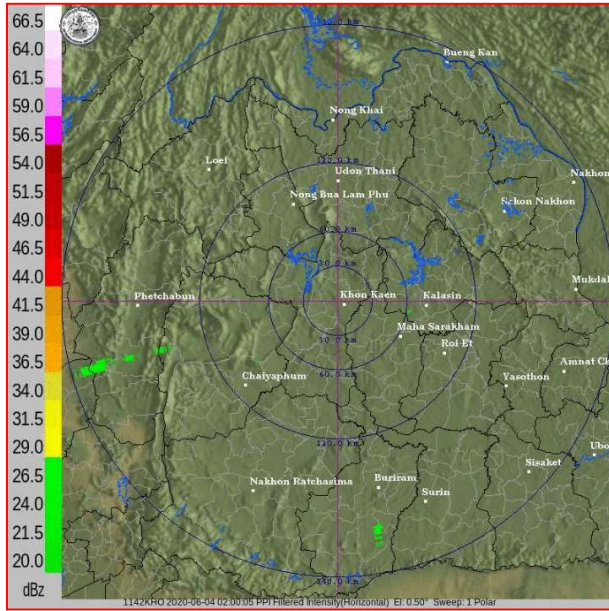 66.5
64.0
61.5
59.0
56.5
54.0
51.5
49.0
46.5
44.0
41.5
39.0
36.5
34.0
31.5
29.0
26.5
24.0
21.5
20.0
dBz
Bueng Kan
Nong Khai
Loei
Udon Thani
Nakhon
Nong Bua Lam Phu
Sakon Nakhon
Mukdah
Phetchabun
Khon Kaen
Kalasin
Maha Sarakham
Roi-Et
Amnat Ch
Chaiyaphum
Yasothon
Ubo
Sisaket
Nakhon Ratchasima
Buriram
Surin
1142KHO 2020-06-04 02:00:05 PPI Filtered Intensity(Horizontal) El: 0.50° Sweep: 1 Polar